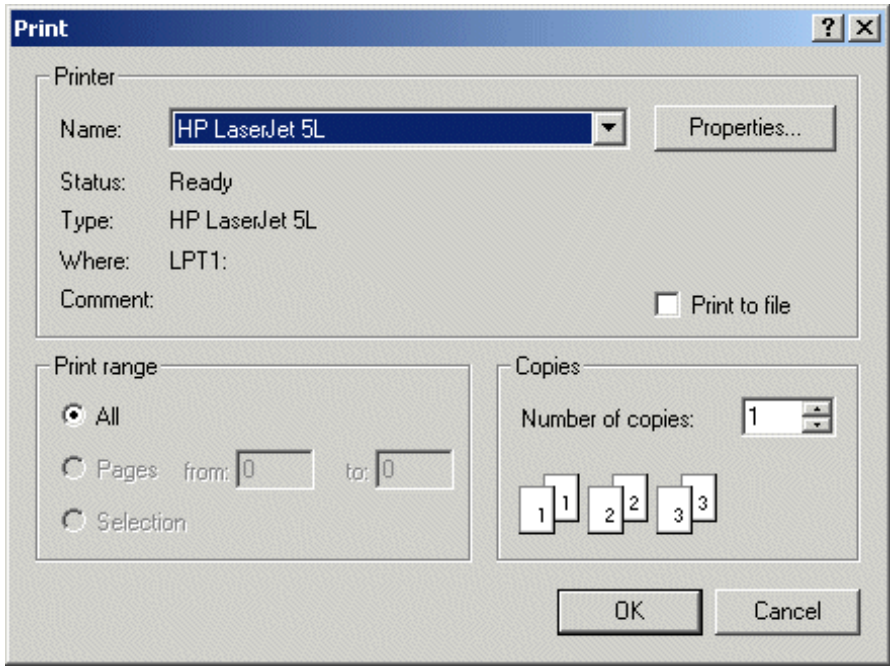 Print
Printer
Name: HP LaserJet 5L Properties...
Status: Ready
Type: HP LaserJet 5L
Where: LPT1:
Comment: Print to file
Print range
All
Pages from: 0 to: 0
Selection
Copies
Number of copies: 1
1 1 2 2 3 3
OK Cancel